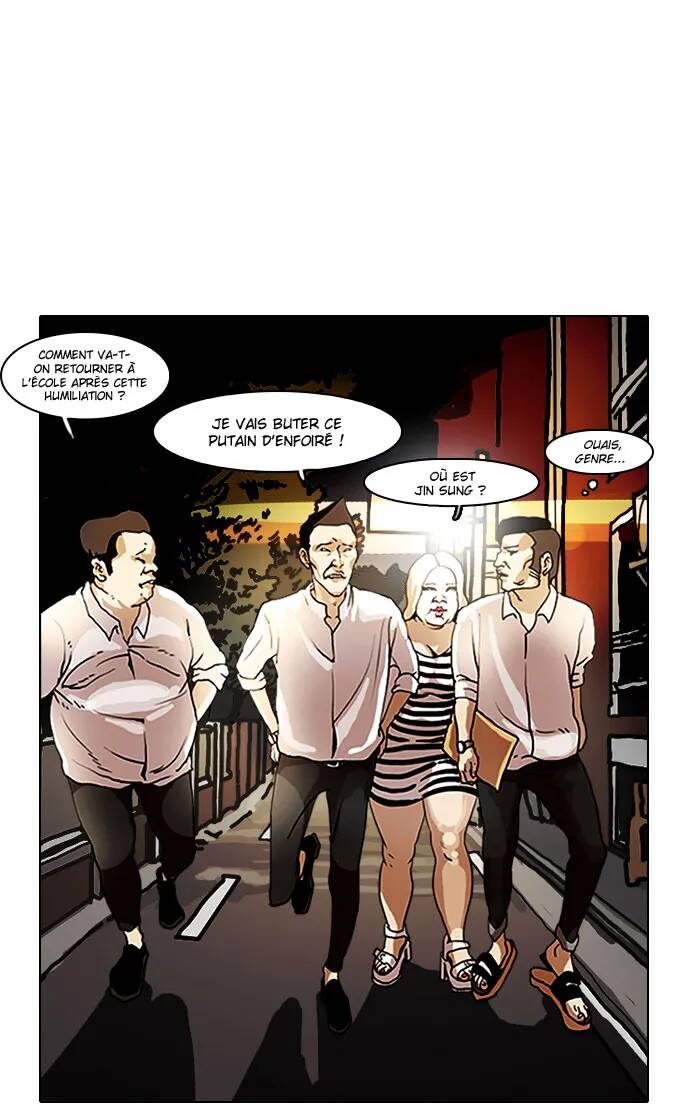 COMMENT VA-T-
ON RETOURNER À
L'ÉCOLE APRÈS CETTE
HUMILIATION ?
JE VAIS BUTER CE
PUTAIN D'ENFOIRÉ !
OÙ EST
JIN SUNG ?
OUAIS,
GENRE...